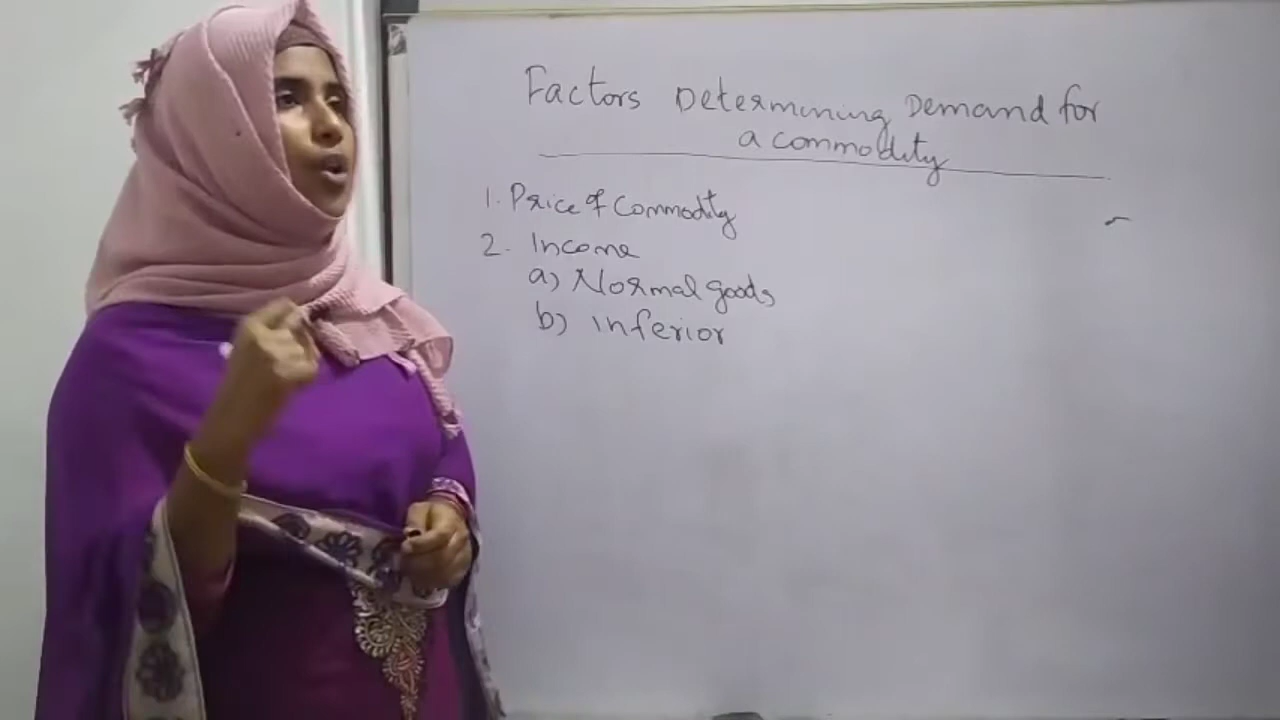 Factors Determining Demand for
a commodity
1. Price of Commodity
2. Income
a) Normal goods
b) inferior